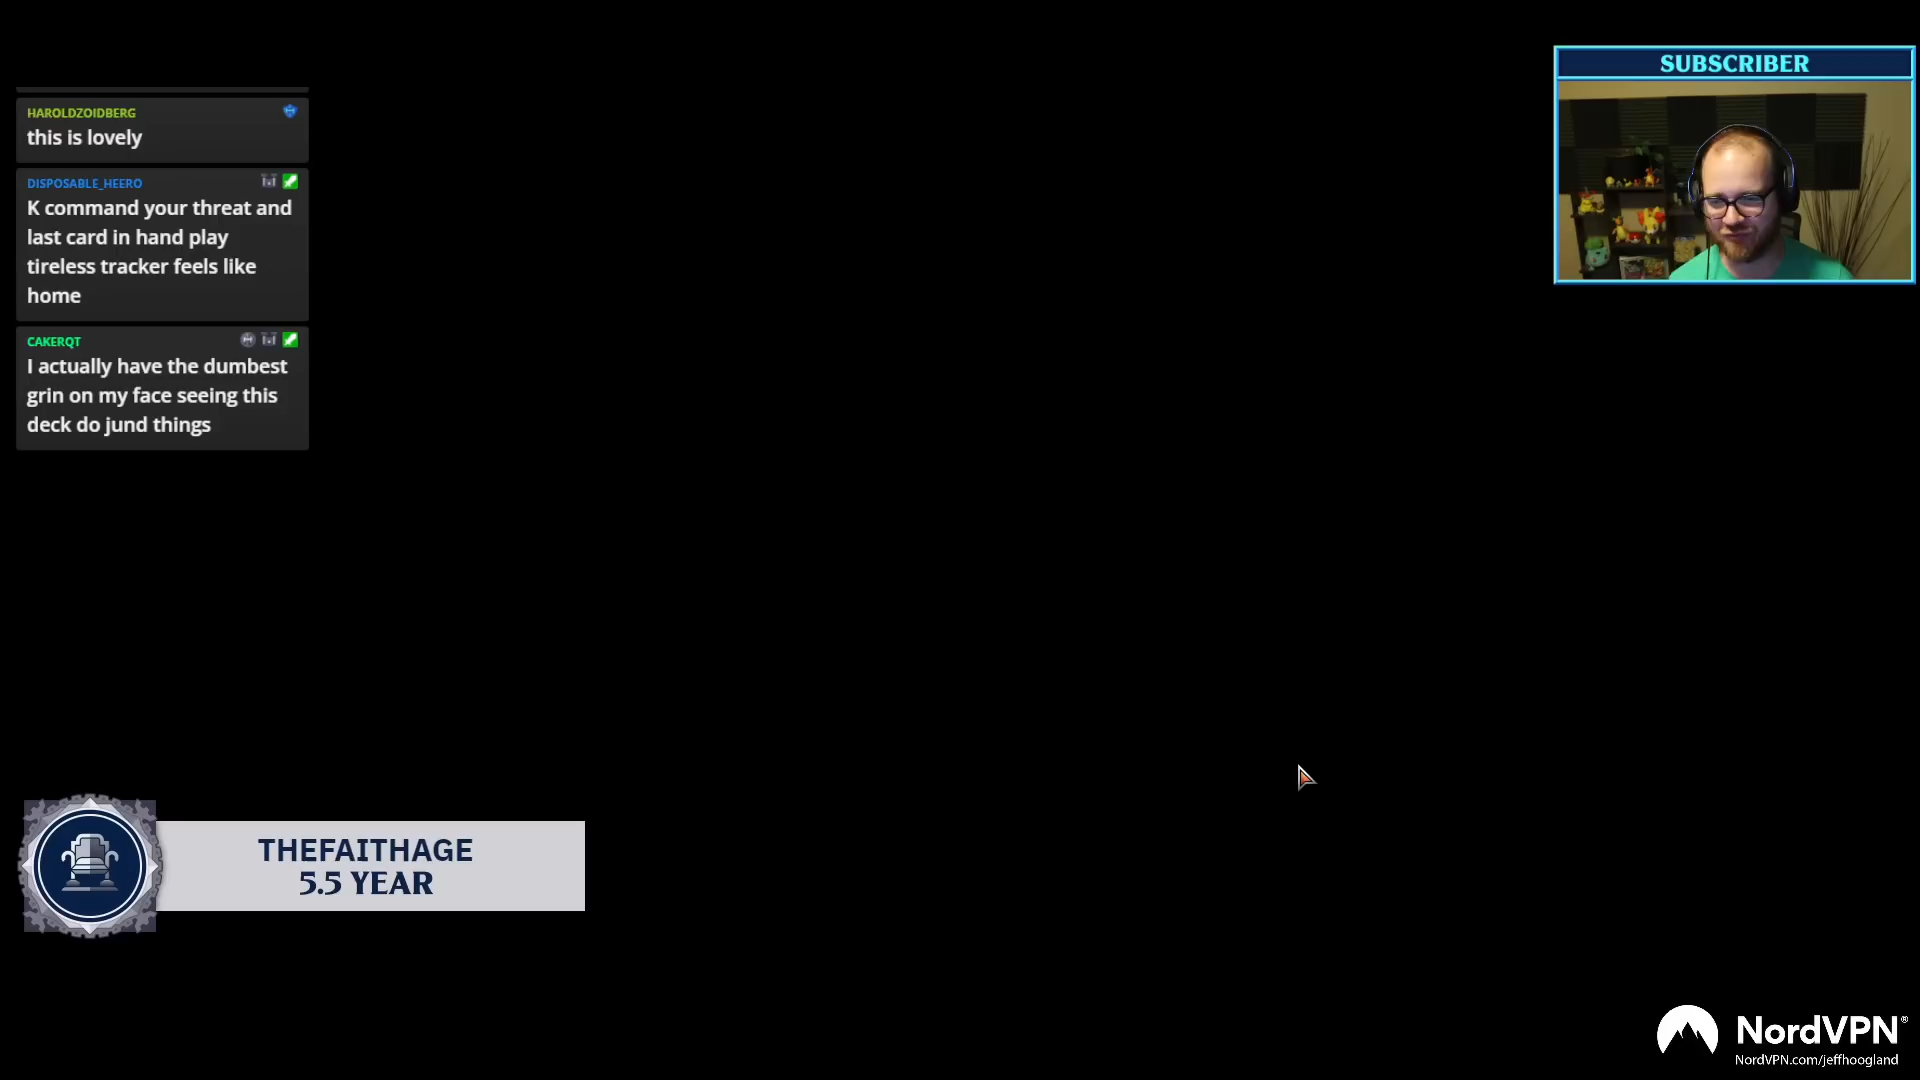 SUBSCRIBER
HAROLDZOIDBERG
this is lovely
DISPOSABLE_HEERO
K command your threat and
last card in hand play
tireless tracker feels like
home
CAKERQT
I actually have the dumbest
grin on my face seeing this
deck do jund things
THEFAITHAGE
5.5 YEAR
NordVPN®
NordVPN.com/jeffhoogland